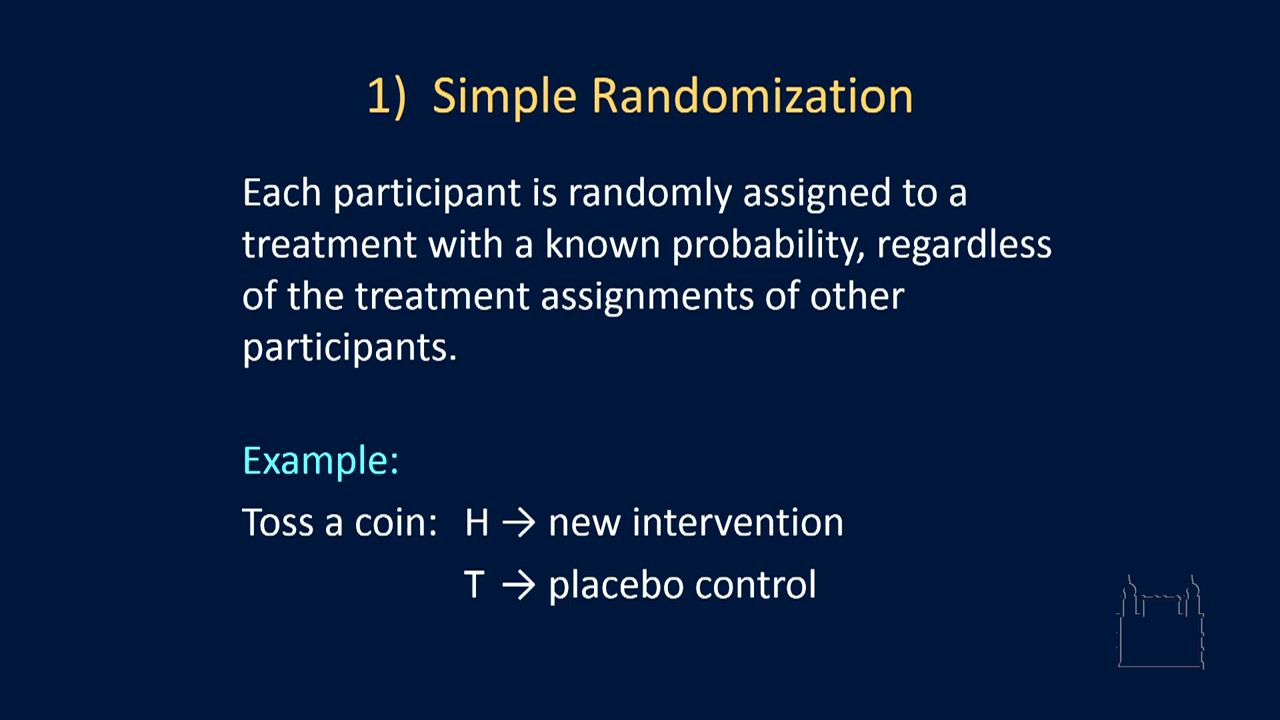 1) Simple Randomization
Each participant is randomly assigned to a
treatment with a known probability, regardless
of the treatment assignments of other
participants.
Example:
Toss a coin: H → new intervention
T → placebo control